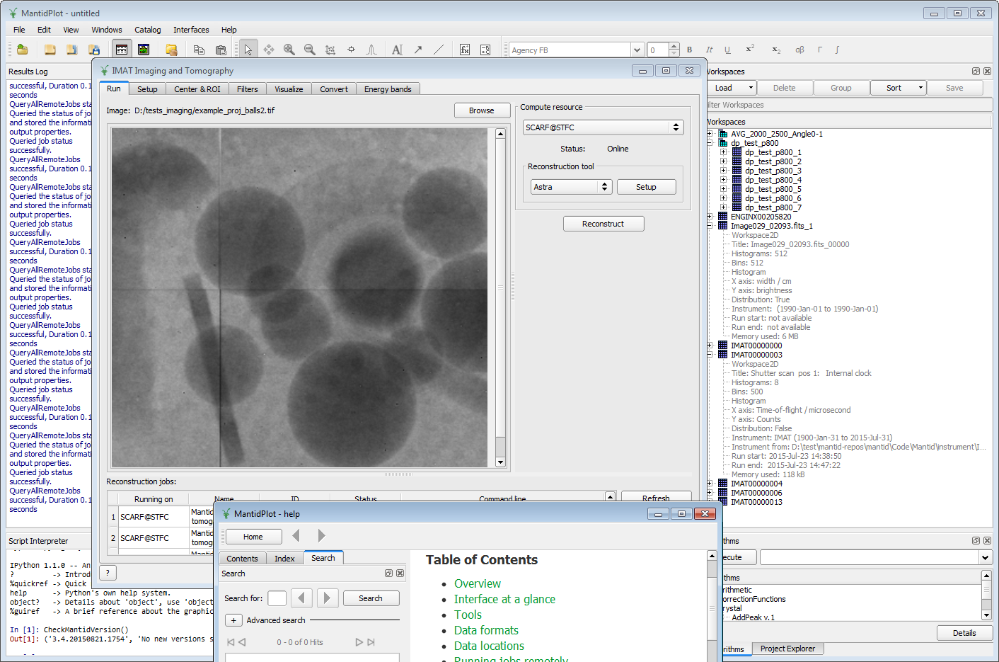 MantidPlot - untitled
File Edit View Windows Catalog Interfaces Help
Agency FB 0 B It U x² x₂ αβ Γ ∫
Results Log
successful, Duration 0.1
seconds
QueryAllRemoteJobs sta
Queried the status of jo
and stored the informati
output properties.
Queried job status
successfully.
QueryAllRemoteJobs
successful, Duration 0.1
seconds
QueryAllRemoteJobs sta
Queried the status of jo
and stored the informati
output properties.
Queried job status
successfully.
QueryAllRemoteJobs
successful, Duration 0.1
seconds
QueryAllRemoteJobs sta
Queried the status of jo
and stored the informati
output properties.
Queried job status
successfully.
QueryAllRemoteJobs
successful, Duration 0.1
seconds
QueryAllRemoteJobs sta
Queried the status of jo
and stored the informati
output properties.
Queried job status
successfully.
QueryAllRemoteJobs
successful, Duration 0.1
seconds
QueryAllRemoteJobs sta
Queried the status of jo
and stored the informati
output properties.
Queried job status
successfully.
QueryAllRemoteJobs
successful, Duration 0.1
seconds
Script Interpreter
IPython 1.1.0 -- An
? -> Introdu
%quickref -> Quick
help -> Python's own help system.
object? -> Details about 'object', use 'object
%guiref -> A brief reference about the graphic
In [1]: CheckMantidVersion()
Out[1]: ('3.4.20150821.1754', 'No new versions s
IMAT Imaging and Tomography
Run Setup Center & ROI Filters Visualize Convert Energy bands
Image: D:/tests_imaging/example_proj_balls2.tif
Browse
Compute resource
SCARF@STFC
Status: Online
Reconstruction tool
Astra Setup
Reconstruct
Reconstruction jobs:
Refresh
Running on Name ID Status Command line
1 SCARF@STFC Mantid
tomog
2 SCARF@STFC Mantid
tomog
Mantid
?
MantidPlot - help
Home
Contents Index Search
Search
Search for: Search
+ Advanced search
0 - 0 of 0 Hits
Table of Contents
Overview
Interface at a glance
Tools
Data formats
Data locations
Running jobs remotely
Workspaces
Load Delete Group Sort Save
ilter Workspaces
Workspaces
AVG_2000_2500_Angle0-1
dp_test_p800
dp_test_p800_1
dp_test_p800_2
dp_test_p800_3
dp_test_p800_4
dp_test_p800_5
dp_test_p800_6
dp_test_p800_7
ENGINX00205820
Image029_02093.fits_1
Workspace2D
Title: Image029_02093.fits_00000
Histograms: 512
Bins: 512
Histogram
X axis: width / cm
Y axis: brightness
Distribution: True
Instrument: (1990-Jan-01 to 1990-Jan-01)
Run start: not available
Run end: not available
Memory used: 6 MB
IMAT00000000
IMAT00000003
Workspace2D
Title: Shutter scan pos 1: Internal clock
Histograms: 8
Bins: 500
Histogram
X axis: Time-of-flight / microsecond
Y axis: Counts
Distribution: False
Instrument: IMAT (1900-Jan-31 to 2015-Jul-31)
Instrument from: D:\test\mantid-repos\mantid\Code\Mantid\instrument\I...
Run start: 2015-Jul-23 14:38:50
Run end: 2015-Jul-23 14:47:22
Memory used: 118 kB
IMAT00000004
IMAT00000006
IMAT00000013
thms
ecute
thms
rithmetic
orrectionFunctions
rystal
AddPeak v.1
Details
rithms Project Explorer